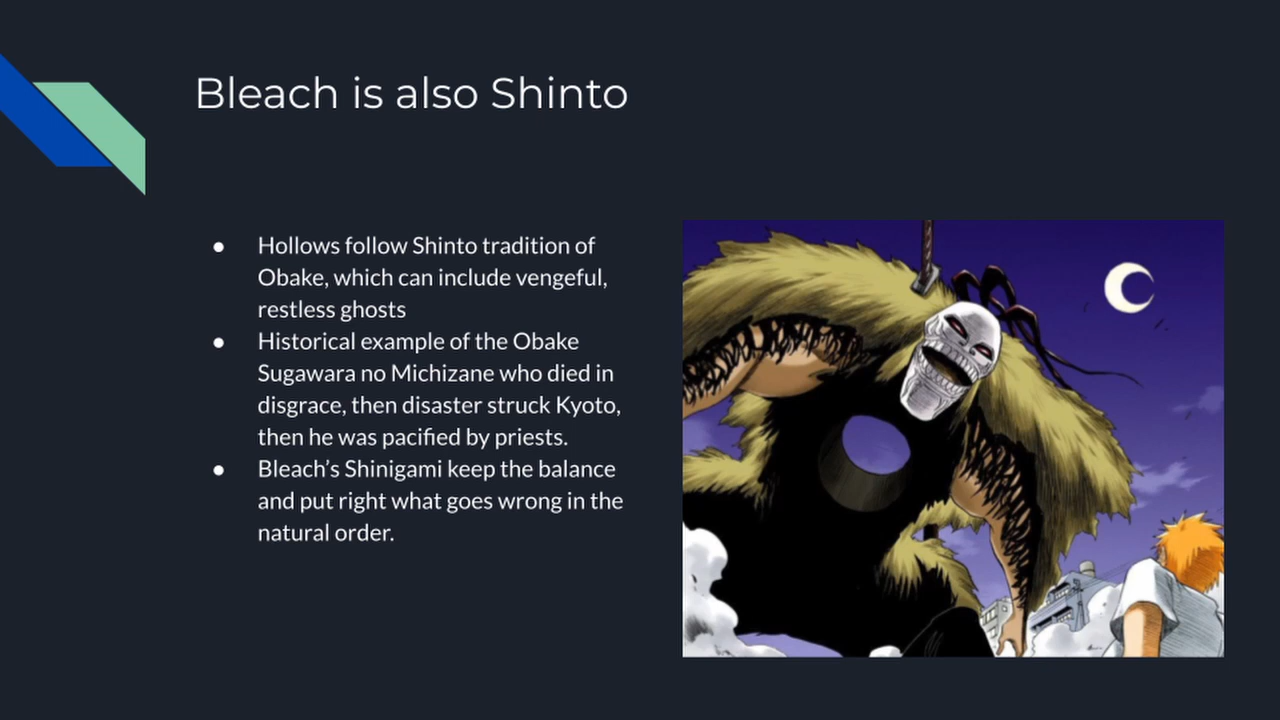 Bleach is also Shinto
● Hollows follow Shinto tradition of
Obake, which can include vengeful,
restless ghosts
● Historical example of the Obake
Sugawara no Michizane who died in
disgrace, then disaster struck Kyoto,
then he was pacified by priests.
● Bleach’s Shinigami keep the balance
and put right what goes wrong in the
natural order.